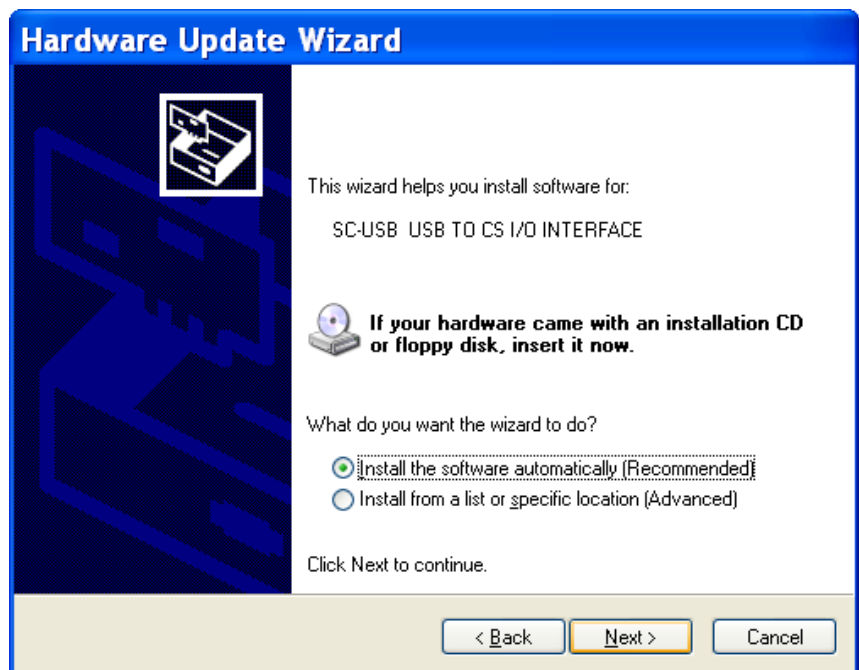 Hardware Update Wizard
This wizard helps you install software for:
SC-USB  USB TO CS I/O INTERFACE
If your hardware came with an installation CD
or floppy disk, insert it now.
What do you want the wizard to do?
Install the software automatically (Recommended)
Install from a list or specific location (Advanced)
Click Next to continue.
< Back
Next >
Cancel